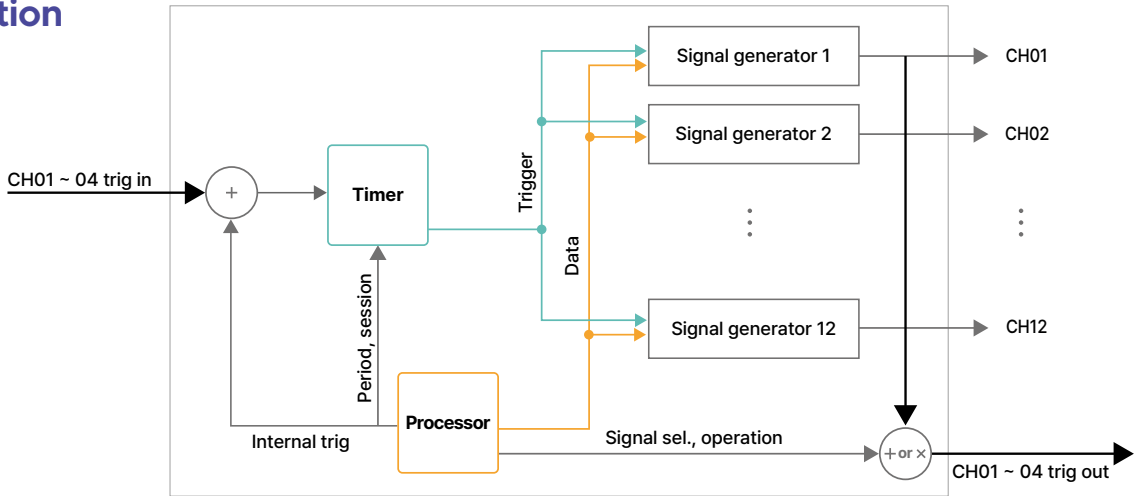 tion
Signal generator 1
CH01
Signal generator 2
CH02
CH01 ~ 04 trig in
+
Timer
Trigger
Data
Period, session
Signal generator 12
CH12
Processor
Internal trig
Signal sel., operation
+ or ×
CH01 ~ 04 trig out